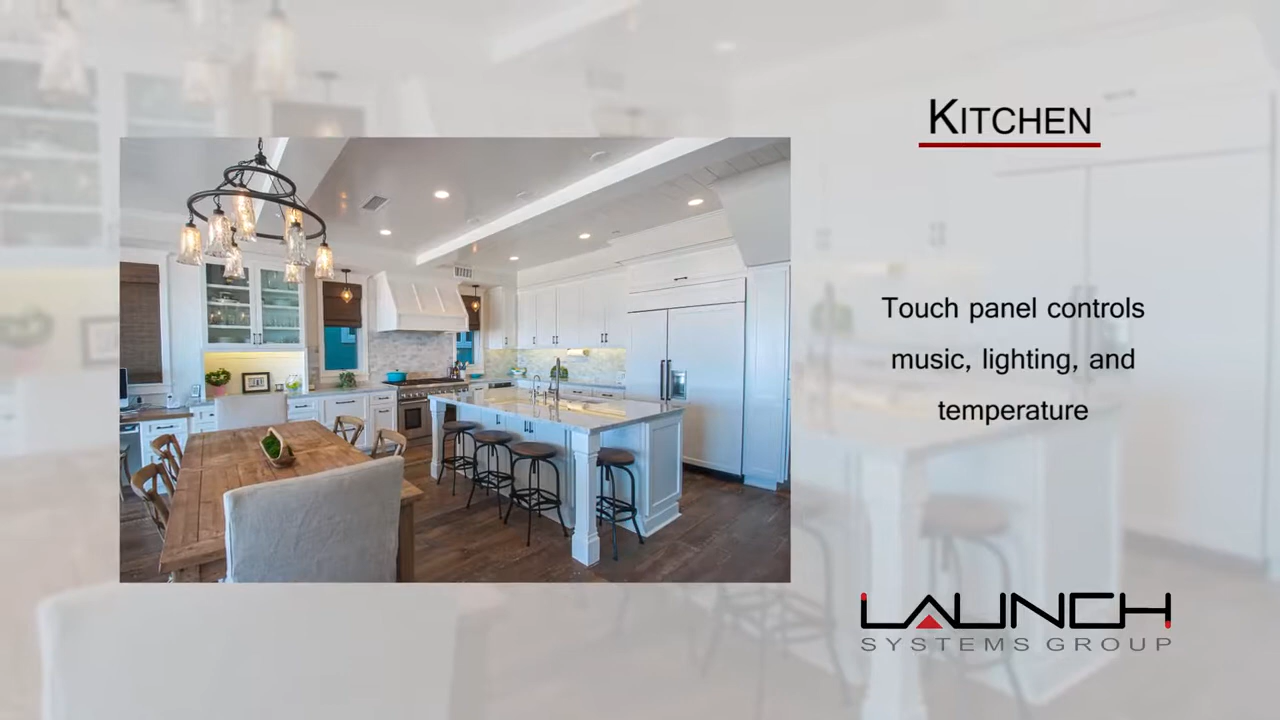 KITCHEN
Touch panel controls
music, lighting, and
temperature
LAUNCH
SYSTEMS GROUP